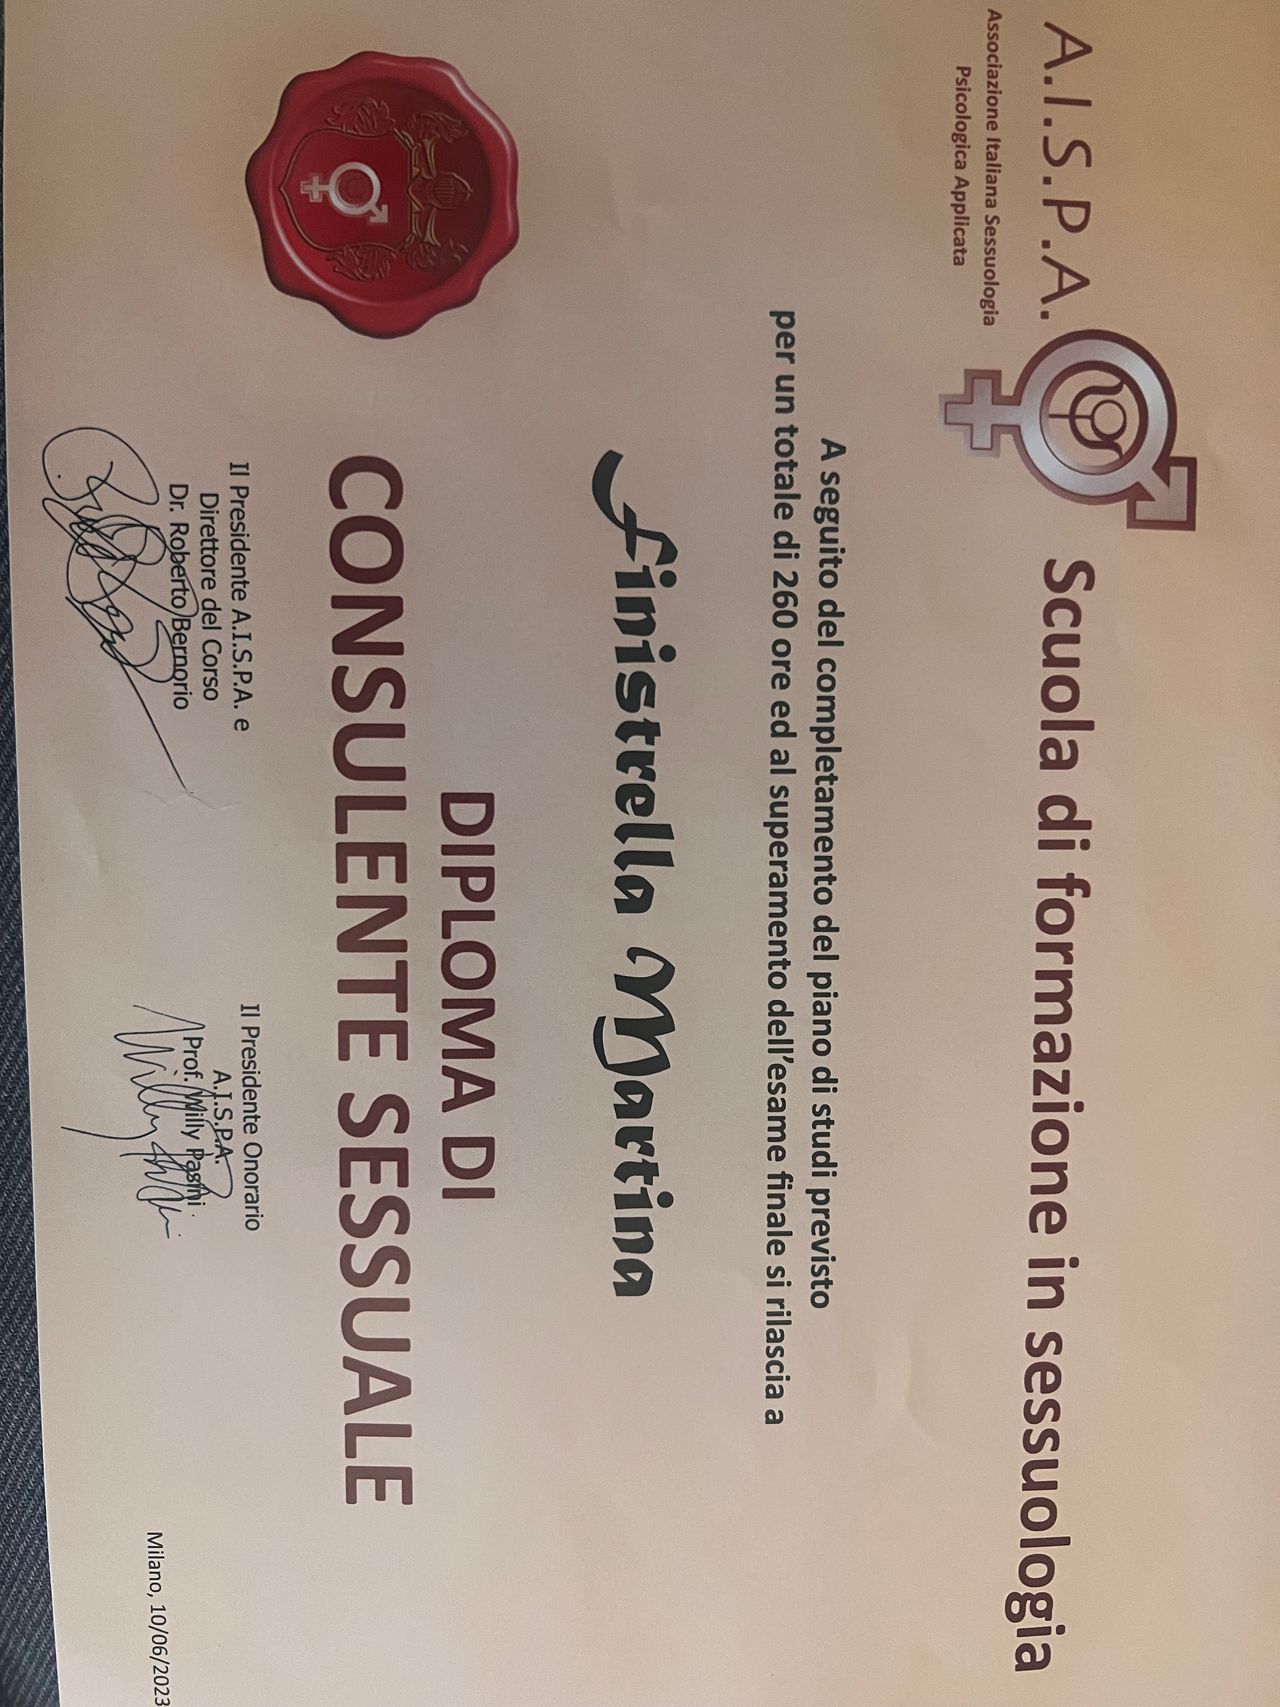 A.I.S.P.A.
Associazione Italiana Sessuologia
Psicologica Applicata
Scuola di formazione in sessuologia
A seguito del completamento del piano di studi previsto
per un totale di 260 ore ed al superamento dell'esame finale si rilascia a
Finistrella Martina
DIPLOMA DI
CONSULENTE SESSUALE
Il Presidente A.I.S.P.A. e
Direttore del Corso
Dr. Roberto Bernorio
Il Presidente Onorario
A.I.S.P.A.
Prof. Willy Pasini
Milano, 10/06/2023